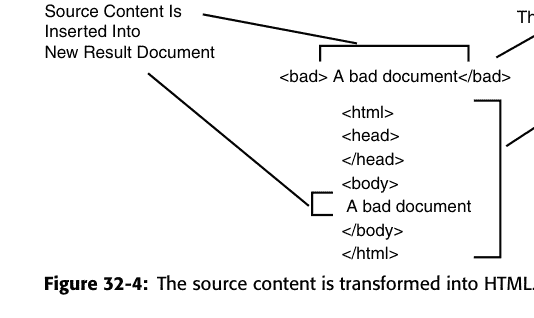 Source Content Is
Inserted Into
New Result Document
Th
<bad> A bad document</bad>
<html>
<head>
</head>
<body>
A bad document
</body>
</html>
Figure 32-4: The source content is transformed into HTML.